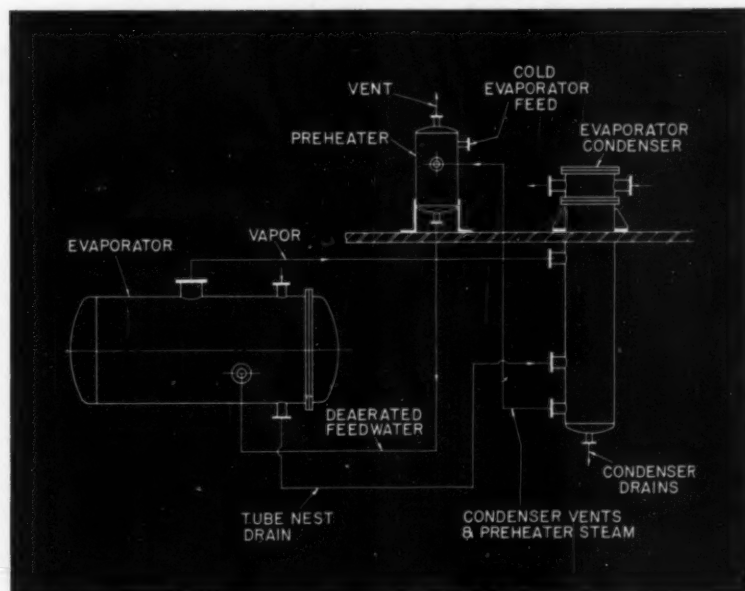 VENT
COLD
EVAPORATOR
FEED
PREHEATER
EVAPORATOR
CONDENSER
EVAPORATOR
VAPOR
DEAERATED
FEEDWATER
CONDENSER
DRAINS
TUBE NEST
DRAIN
CONDENSER VENTS
& PREHEATER STEAM